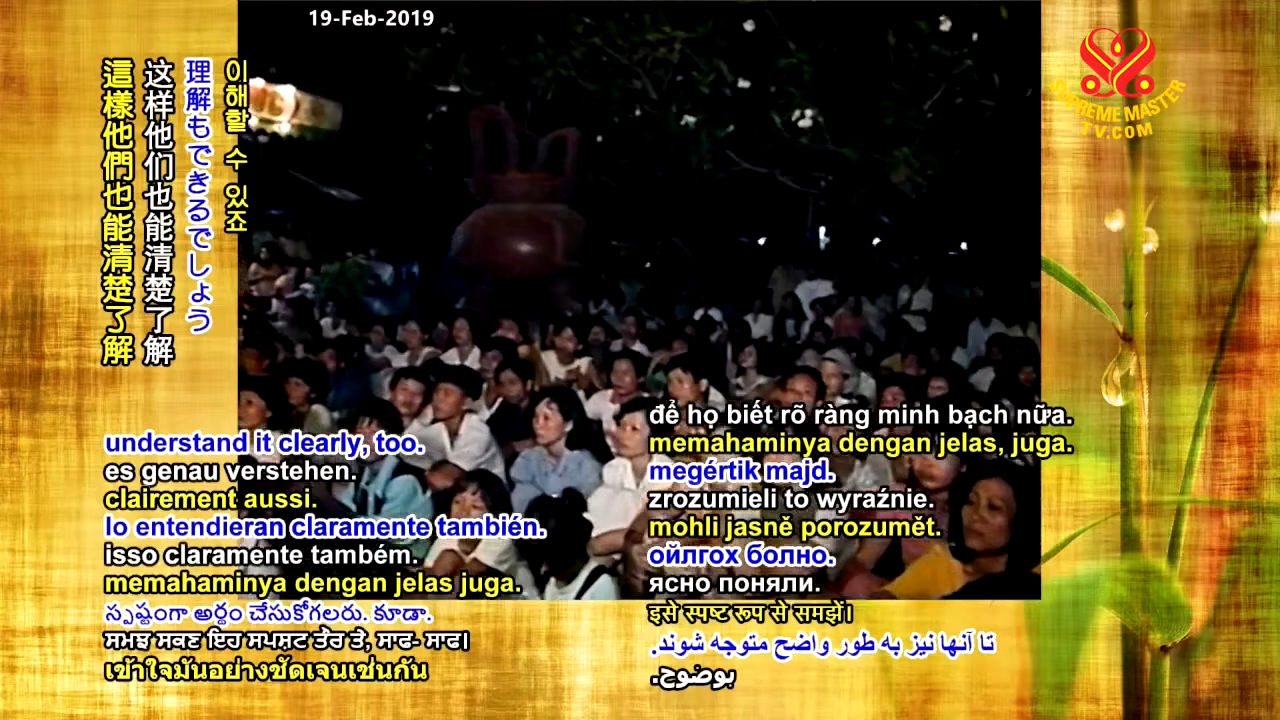 19-Feb-2019
SUPREME MASTER
TV.COM
이해할 수 있죠
理解もできるでしょう
这样他们也能清楚了解
這樣他們也能清楚了解
understand it clearly, too.
es genau verstehen.
clairement aussi.
lo entendieran claramente también.
isso claramente também.
memahaminya dengan jelas juga.
స్పష్టంగా అర్థం చేసుకోగలరు. కూడా.
ਸਮਝ ਸਕਣ ਇਹ ਸਪਸ਼ਟ ਤੌਰ ਤੇ, ਸਾਫ- ਸਾਫ।
เข้าใจมันอย่างชัดเจนเช่นกัน
để họ biết rõ ràng minh bạch nữa.
memahaminya dengan jelas, juga.
megértik majd.
zrozumieli to wyraźnie.
mohli jasně porozumět.
ойлгох болно.
ясно поняли.
इसे स्पष्ट रूप से समझें।
تا آنها نیز به طور واضح متوجه شوند.
بوضوح.